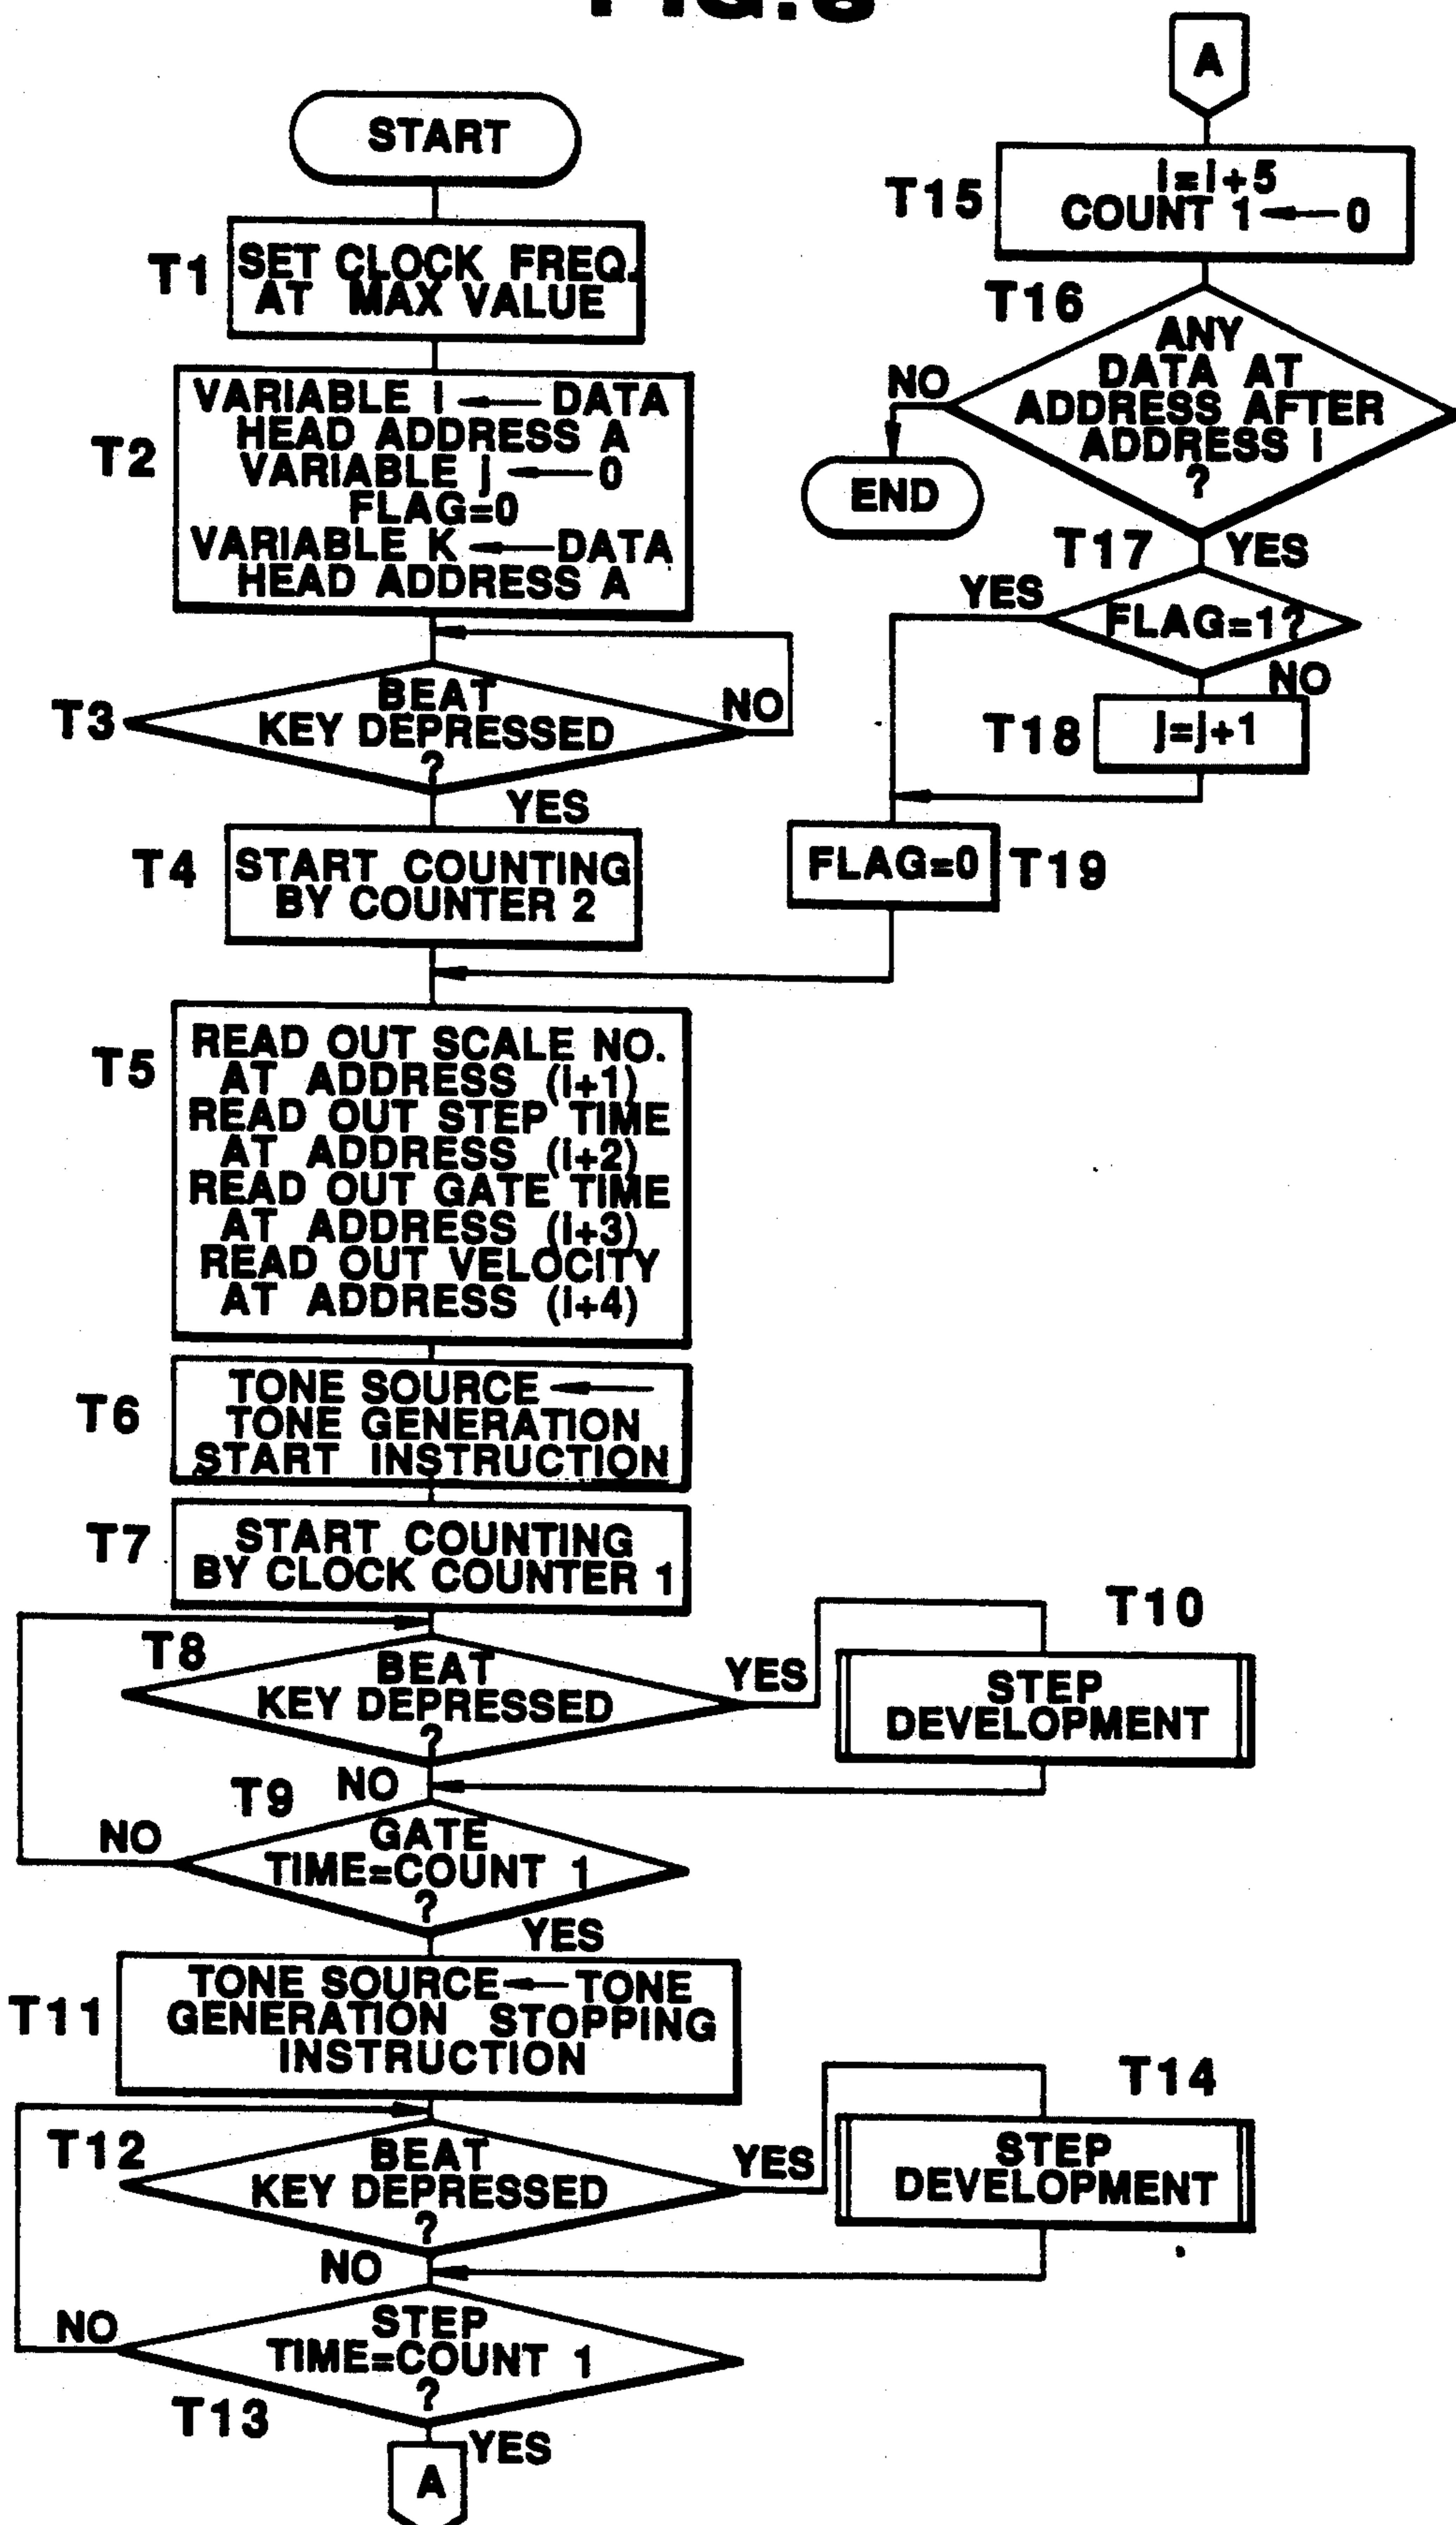 START
T1
SET CLOCK FREQ.
AT MAX VALUE
T2
VARIABLE i ← DATA
HEAD ADDRESS A
VARIABLE j ← 0
FLAG=0
VARIABLE K ← DATA
HEAD ADDRESS A
T3
BEAT
KEY DEPRESSED
?
NO
YES
T4
START COUNTING
BY COUNTER 2
T5
READ OUT SCALE NO.
AT ADDRESS (i+1)
READ OUT STEP TIME
AT ADDRESS (i+2)
READ OUT GATE TIME
AT ADDRESS (i+3)
READ OUT VELOCITY
AT ADDRESS (i+4)
T6
TONE SOURCE ←
TONE GENERATION
START INSTRUCTION
T7
START COUNTING
BY CLOCK COUNTER 1
T8
BEAT
KEY DEPRESSED
?
YES
NO
T10
STEP
DEVELOPMENT
T9
GATE
TIME=COUNT 1
?
NO
YES
T11
TONE SOURCE ← TONE
GENERATION STOPPING
INSTRUCTION
T12
BEAT
KEY DEPRESSED
?
YES
NO
T14
STEP
DEVELOPMENT
T13
STEP
TIME=COUNT 1
?
NO
YES
A
A
T15
i=i+5
COUNT 1 ← 0
T16
ANY
DATA AT
ADDRESS AFTER
ADDRESS i
?
NO
END
YES
T17
FLAG=1?
YES
NO
T18
j=j+1
FLAG=0
T19